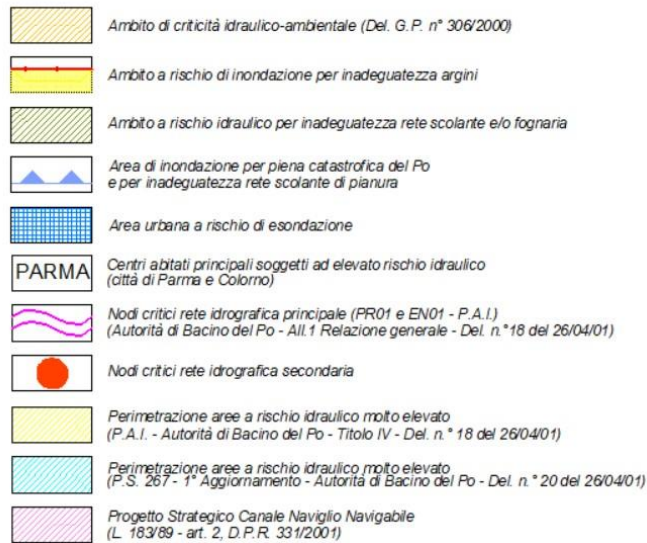 Ambito di criticità idraulico-ambientale (Del. G.P. n° 306/2000)
Ambito a rischio di inondazione per inadeguatezza argini
Ambito a rischio idraulico per inadeguatezza rete scolante e/o fognaria
Area di inondazione per piena catastrofica del Po
e per inadeguatezza rete scolante di pianura
Area urbana a rischio di esondazione
PARMA
Centri abitati principali soggetti ad elevato rischio idraulico
(città di Parma e Colorno)
Nodi critici rete idrografica principale (PR01 e EN01 - P.A.I.)
(Autorità di Bacino del Po - All.1 Relazione generale - Del. n.°18 del 26/04/01)
Nodi critici rete idrografica secondaria
Perimetrazione aree a rischio idraulico molto elevato
(P.A.I. - Autorità di Bacino del Po - Titolo IV - Del. n.° 18 del 26/04/01)
Perimetrazione aree a rischio idraulico molto elevato
(P.S. 267 - 1° Aggiornamento - Autorità di Bacino del Po - Del. n.° 20 del 26/04/01)
Progetto Strategico Canale Naviglio Navigabile
(L. 183/89 - art. 2, D.P.R. 331/2001)